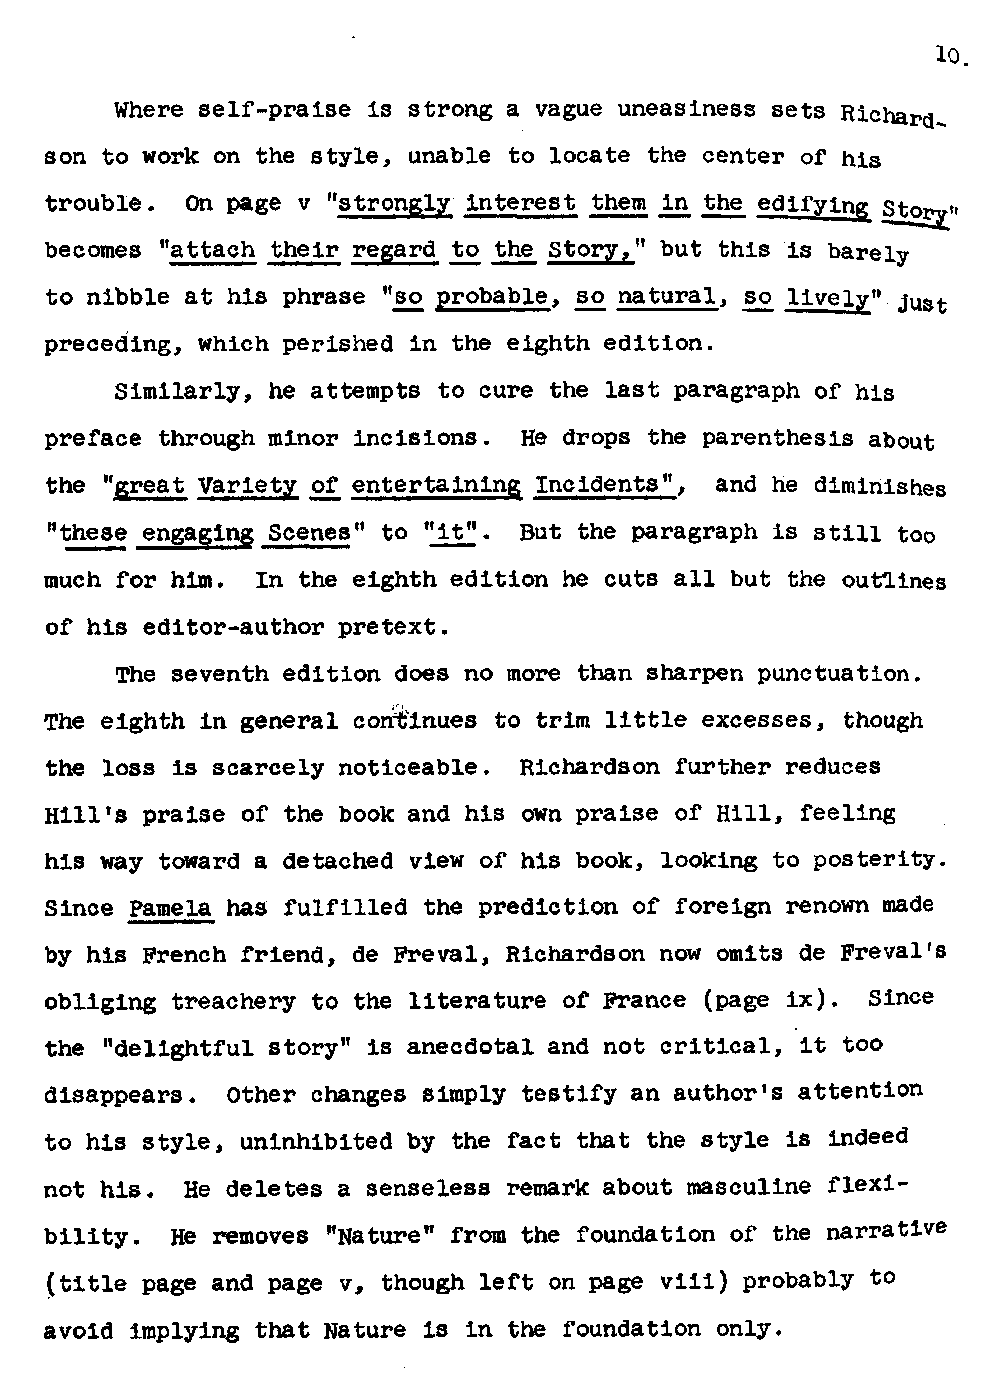 10.
Where self-praise is strong a vague uneasiness sets Richard-
son to work on the style, unable to locate the center of his
trouble. On page v "strongly interest them in the edifying Story"
becomes "attach their regard to the Story," but this is barely
to nibble at his phrase "so probable, so natural, so lively" just
preceding, which perished in the eighth edition.
Similarly, he attempts to cure the last paragraph of his
preface through minor incisions. He drops the parenthesis about
the "great Variety of entertaining Incidents", and he diminishes
"these engaging Scenes" to "it". But the paragraph is still too
much for him. In the eighth edition he cuts all but the outlines
of his editor-author pretext.
The seventh edition does no more than sharpen punctuation.
The eighth in general continues to trim little excesses, though
the loss is scarcely noticeable. Richardson further reduces
Hill's praise of the book and his own praise of Hill, feeling
his way toward a detached view of his book, looking to posterity.
Since Pamela has fulfilled the prediction of foreign renown made
by his French friend, de Freval, Richardson now omits de Freval's
obliging treachery to the literature of France (page ix). Since
the "delightful story" is anecdotal and not critical, it too
disappears. Other changes simply testify an author's attention
to his style, uninhibited by the fact that the style is indeed
not his. He deletes a senseless remark about masculine flexi-
bility. He removes "Nature" from the foundation of the narrative
(title page and page v, though left on page viii) probably to
avoid implying that Nature is in the foundation only.